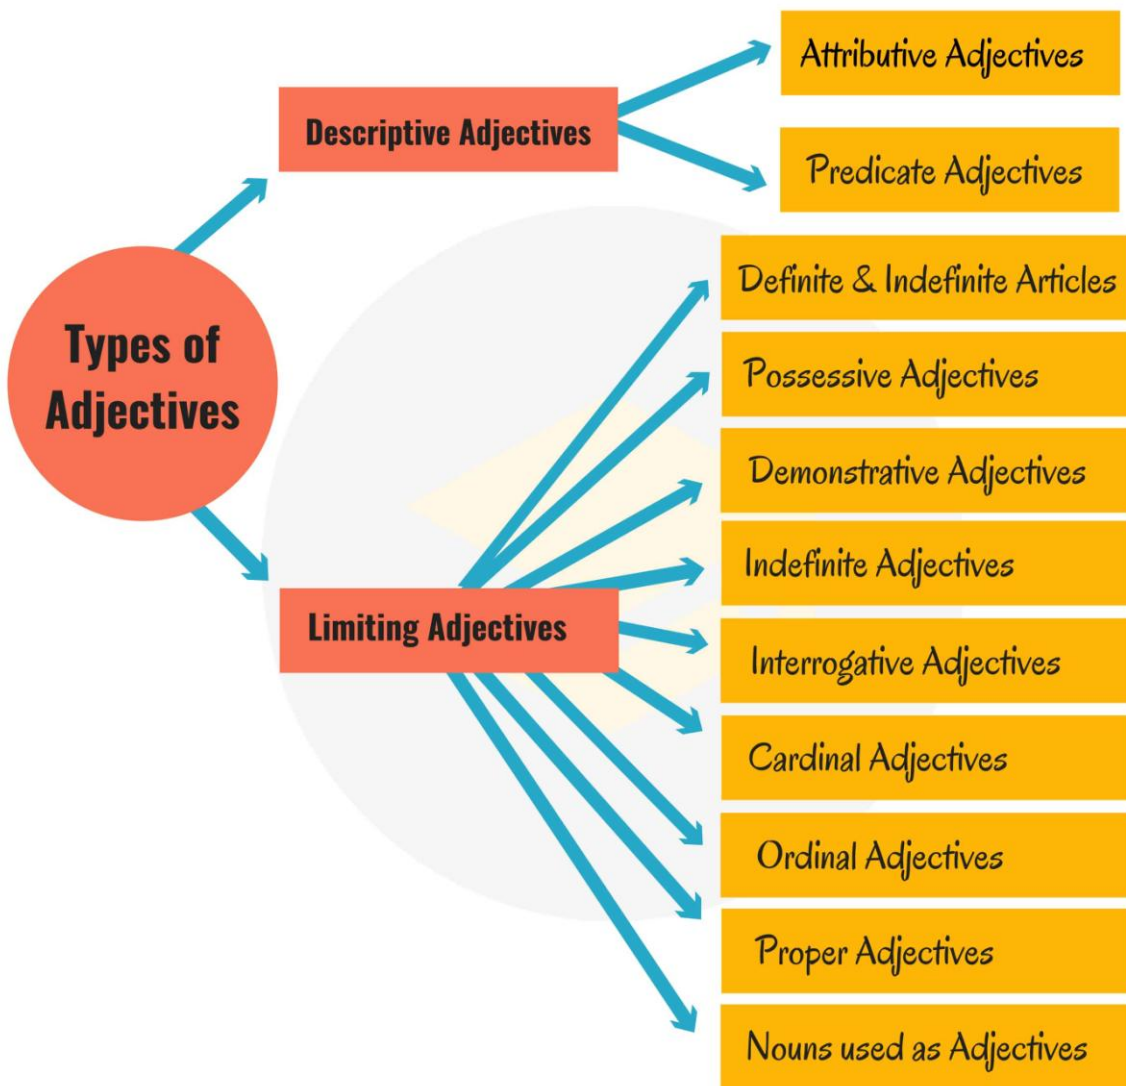 Types of
Adjectives
Descriptive Adjectives
Attributive Adjectives
Predicate Adjectives
Limiting Adjectives
Definite & Indefinite Articles
Possessive Adjectives
Demonstrative Adjectives
Indefinite Adjectives
Interrogative Adjectives
Cardinal Adjectives
Ordinal Adjectives
Proper Adjectives
Nouns used as Adjectives